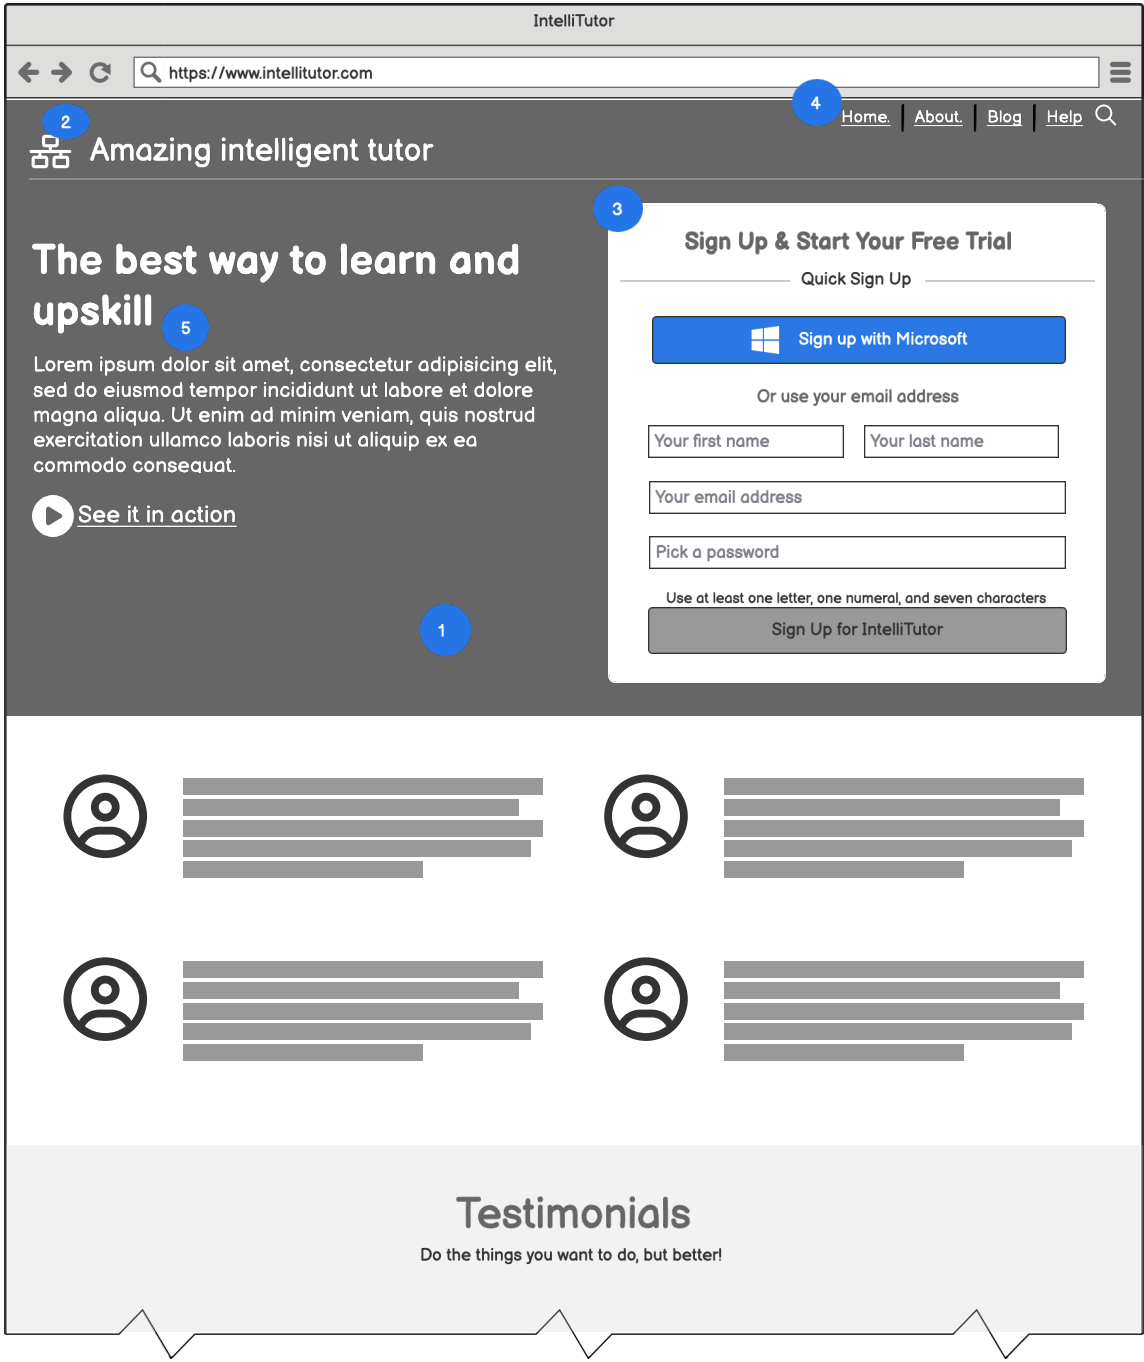 IntelliTutor
https://www.intellitutor.com
4
Home. About. Blog Help
2
Amazing intelligent tutor
3
Sign Up & Start Your Free Trial
Quick Sign Up
The best way to learn and
upskill
5
Lorem ipsum dolor sit amet, consectetur adipisicing elit,
sed do eiusmod tempor incididunt ut labore et dolore
magna aliqua. Ut enim ad minim veniam, quis nostrud
exercitation ullamco laboris nisi ut aliquip ex ea
commodo consequat.
See it in action
1
Sign up with Microsoft
Or use your email address
Your first name
Your last name
Your email address
Pick a password
Use at least one letter, one numeral, and seven characters
Sign Up for IntelliTutor
Testimonials
Do the things you want to do, but better!